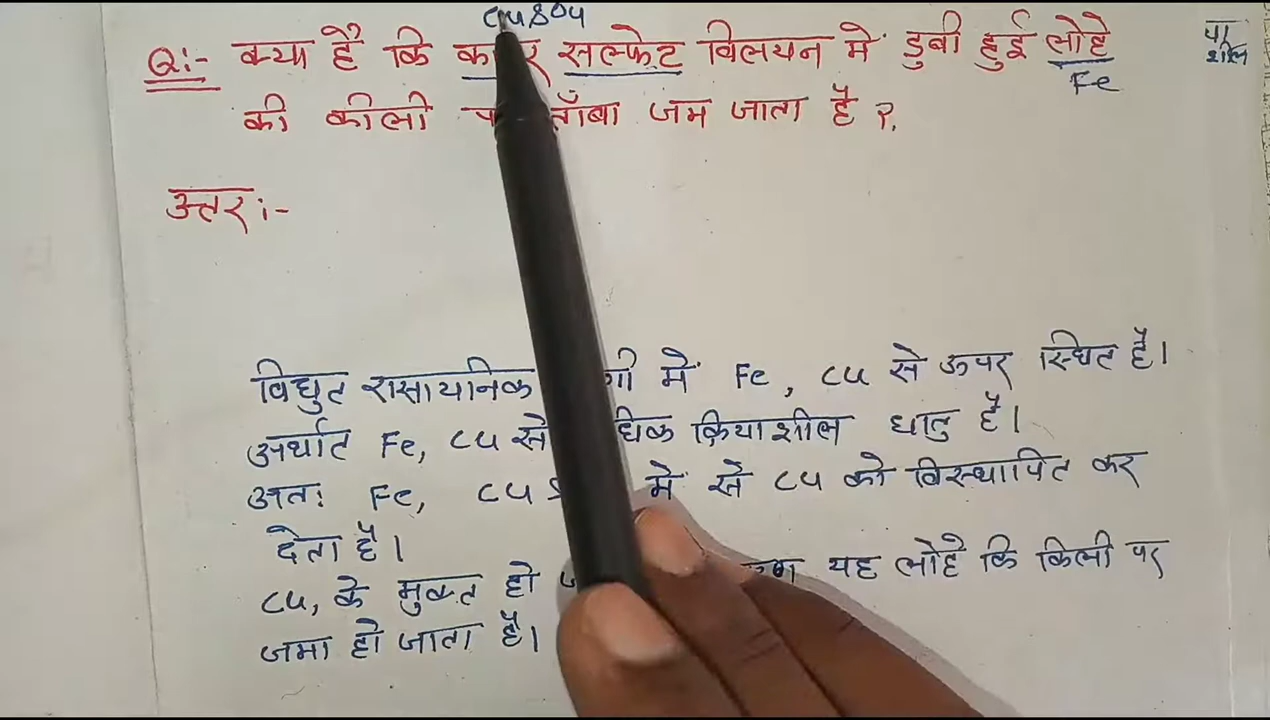 CuSO4
Q:- क्या है कि सल्फेट विलयन में डुबी हुई लोहे
Fe
की कीलो ताँबा जम जाता है ?.
उत्तर:-
विद्युत रासायनिक में Fe, Cu से ऊपर स्थित है।
अर्थात Fe, Cu से क्रियाशील धातु है।
अतः Fe, Cu में से Cu को विस्थापित कर
देता है।
Cu, के मुक्त हो यह लोहे कि किली पर
जमा हो जाता है।